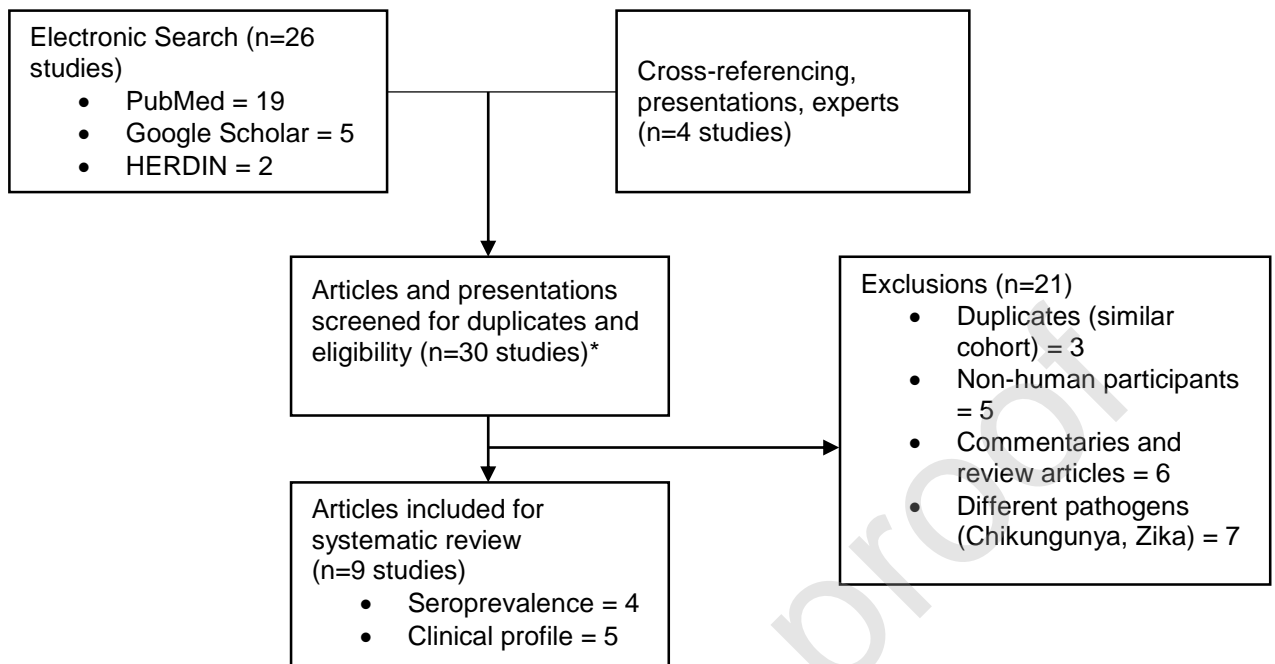 Electronic Search (n=26
studies)
• PubMed = 19
• Google Scholar = 5
• HERDIN = 2
Cross-referencing,
presentations, experts
(n=4 studies)
Articles and presentations
screened for duplicates and
eligibility (n=30 studies)*
Exclusions (n=21)
• Duplicates (similar
cohort) = 3
• Non-human participants
= 5
• Commentaries and
review articles = 6
• Different pathogens
(Chikungunya, Zika) = 7
Articles included for
systematic review
(n=9 studies)
• Seroprevalence = 4
• Clinical profile = 5
proof